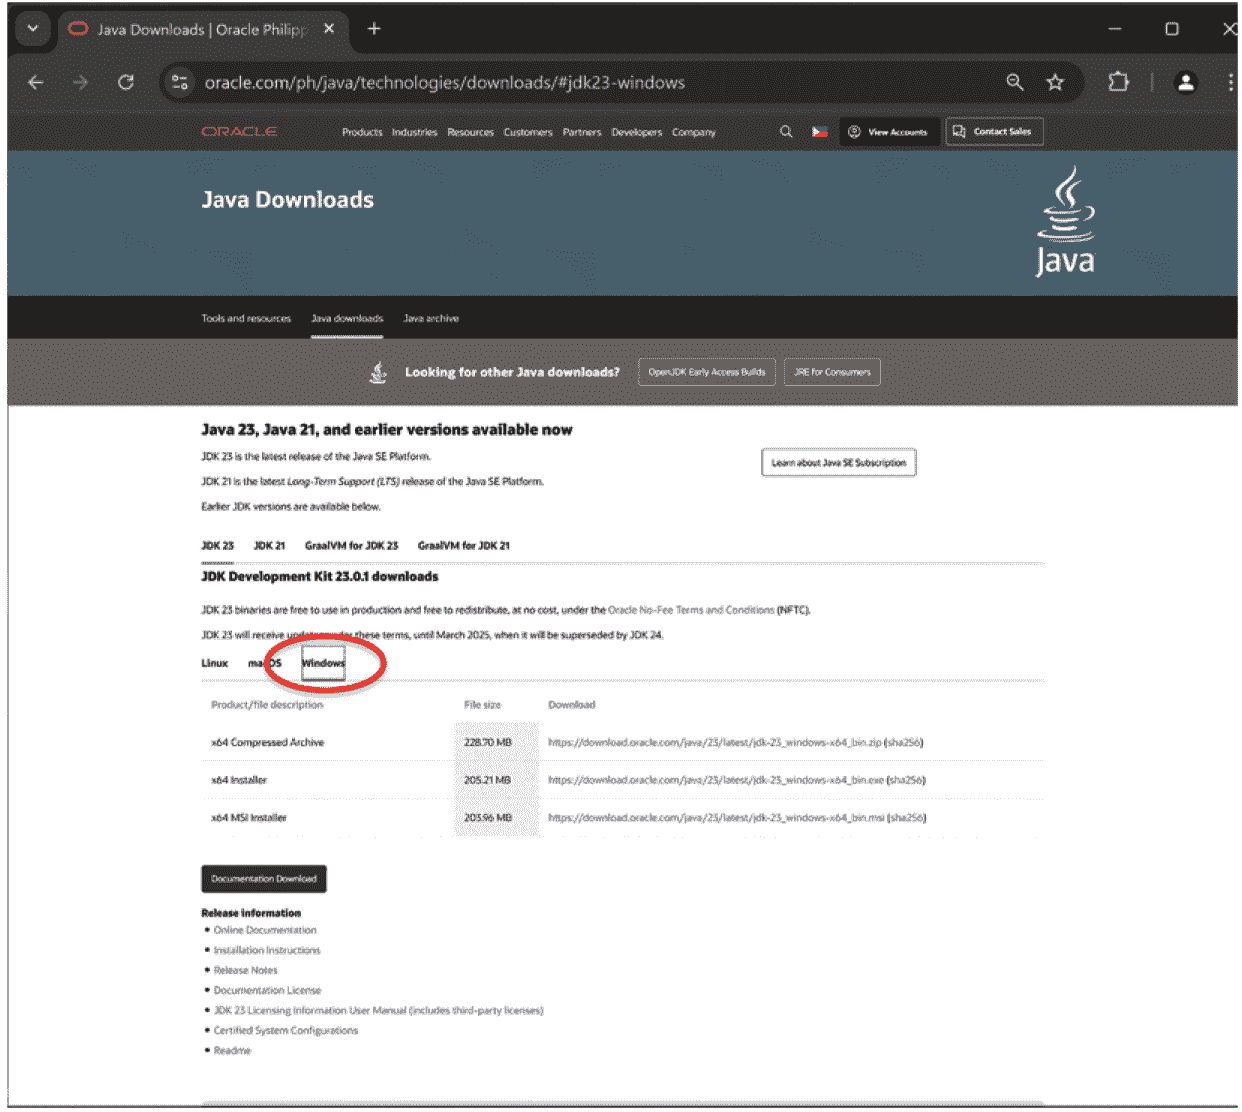 Java Downloads | Oracle Philipp
oracle.com/ph/java/technologies/downloads/#jdk23-windows
ORACLE Products Industries Resources Customers Partners Developers Company View Accounts Contact Sales
Java Downloads
Java
Tools and resources Java downloads Java archive
Looking for other Java downloads? OpenJDK Early Access Builds JRE for Consumers
Java 23, Java 21, and earlier versions available now
JDK 23 is the latest release of the Java SE Platform.
Learn about Java SE Subscription
JDK 21 is the latest Long-Term Support (LTS) release of the Java SE Platform.
Earlier JDK versions are available below.
JDK 23 JDK 21 GraalVM for JDK 23 GraalVM for JDK 21
JDK Development Kit 23.0.1 downloads
JDK 23 binaries are free to use in production and free to redistribute, at no cost, under the Oracle No-Fee Terms and Conditions (NFTC).
JDK 23 will receive updates under these terms, until March 2025, when it will be superseded by JDK 24.
Linux macOS Windows
Product/file description File size Download
x64 Compressed Archive 228.70 MB https://download.oracle.com/java/23/latest/jdk-23_windows-x64_bin.zip (sha256)
x64 Installer 205.21 MB https://download.oracle.com/java/23/latest/jdk-23_windows-x64_bin.exe (sha256)
x64 MSI Installer 203.96 MB https://download.oracle.com/java/23/latest/jdk-23_windows-x64_bin.msi (sha256)
Documentation Download
Release information
• Online Documentation
• Installation Instructions
• Release Notes
• Documentation License
• JDK 23 Licensing Information User Manual (includes third-party licenses)
• Certified System Configurations
• Readme